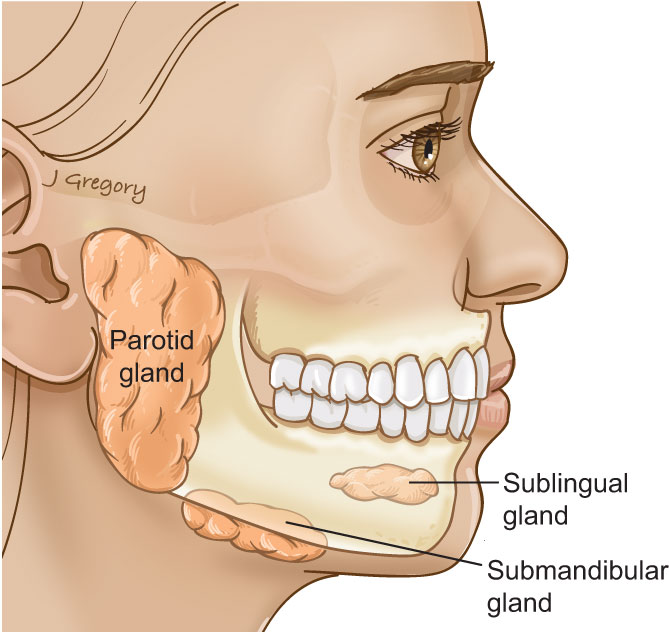 J Gregory
Parotid
gland
Sublingual
gland
Submandibular
gland